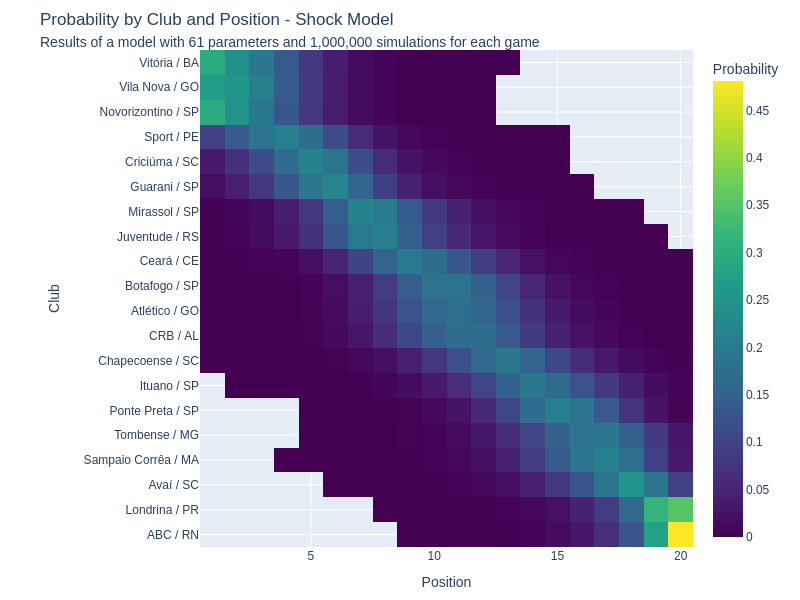 Probability by Club and Position - Shock Model
Results of a model with 61 parameters and 1,000,000 simulations for each game
Probability
Vitória / BA
Vila Nova / GO
Novorizontino / SP
Sport / PE
Criciúma / SC
Guarani / SP
Mirassol / SP
Juventude / RS
Ceará / CE
Botafogo / SP
Atlético / GO
CRB / AL
Chapecoense / SC
Ituano / SP
Ponte Preta / SP
Tombense / MG
Sampaio Corrêa / MA
Avaí / SC
Londrina / PR
ABC / RN
Club
5
10
15
20
Position
0.45
0.4
0.35
0.3
0.25
0.2
0.15
0.1
0.05
0